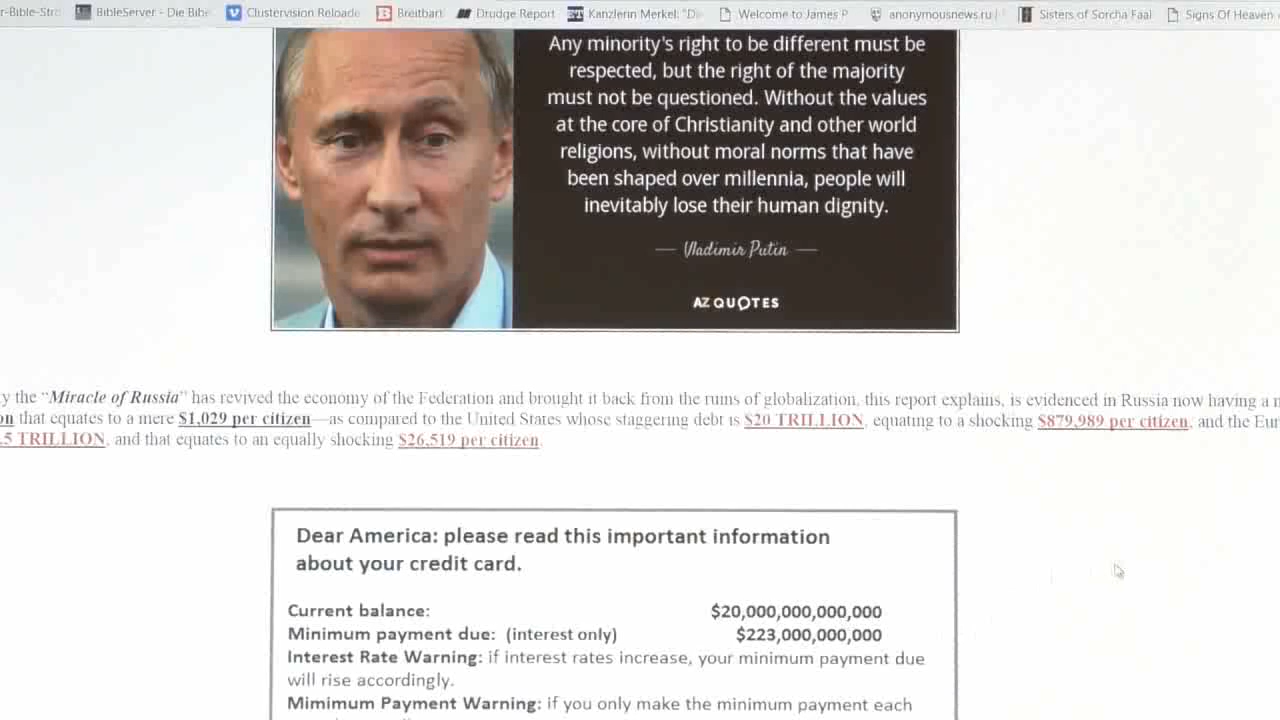 r-Bible-Str BibleServer - Die Bibe Clustervision Reloade Breitbart Drudge Report Kanzlerin Merkel: "Di Welcome to James P anonymousnews.ru | Sisters of Sorcha Faal Signs Of Heaven
Any minority's right to be different must be
respected, but the right of the majority
must not be questioned. Without the values
at the core of Christianity and other world
religions, without moral norms that have
been shaped over millennia, people will
inevitably lose their human dignity.
— Vladimir Putin —
AZ QUOTES
y the “Miracle of Russia” has revived the economy of the Federation and brought it back from the ruins of globalization, this report explains, is evidenced in Russia now having a
on that equates to a mere $1,029 per citizen—as compared to the United States whose staggering debt is $20 TRILLION, equating to a shocking $879,989 per citizen, and the Eur
.5 TRILLION, and that equates to an equally shocking $26,519 per citizen.
Dear America: please read this important information
about your credit card.
Current balance: $20,000,000,000,000
Minimum payment due: (interest only) $223,000,000,000
Interest Rate Warning: if interest rates increase, your minimum payment due
will rise accordingly.
Mimimum Payment Warning: if you only make the minimum payment each